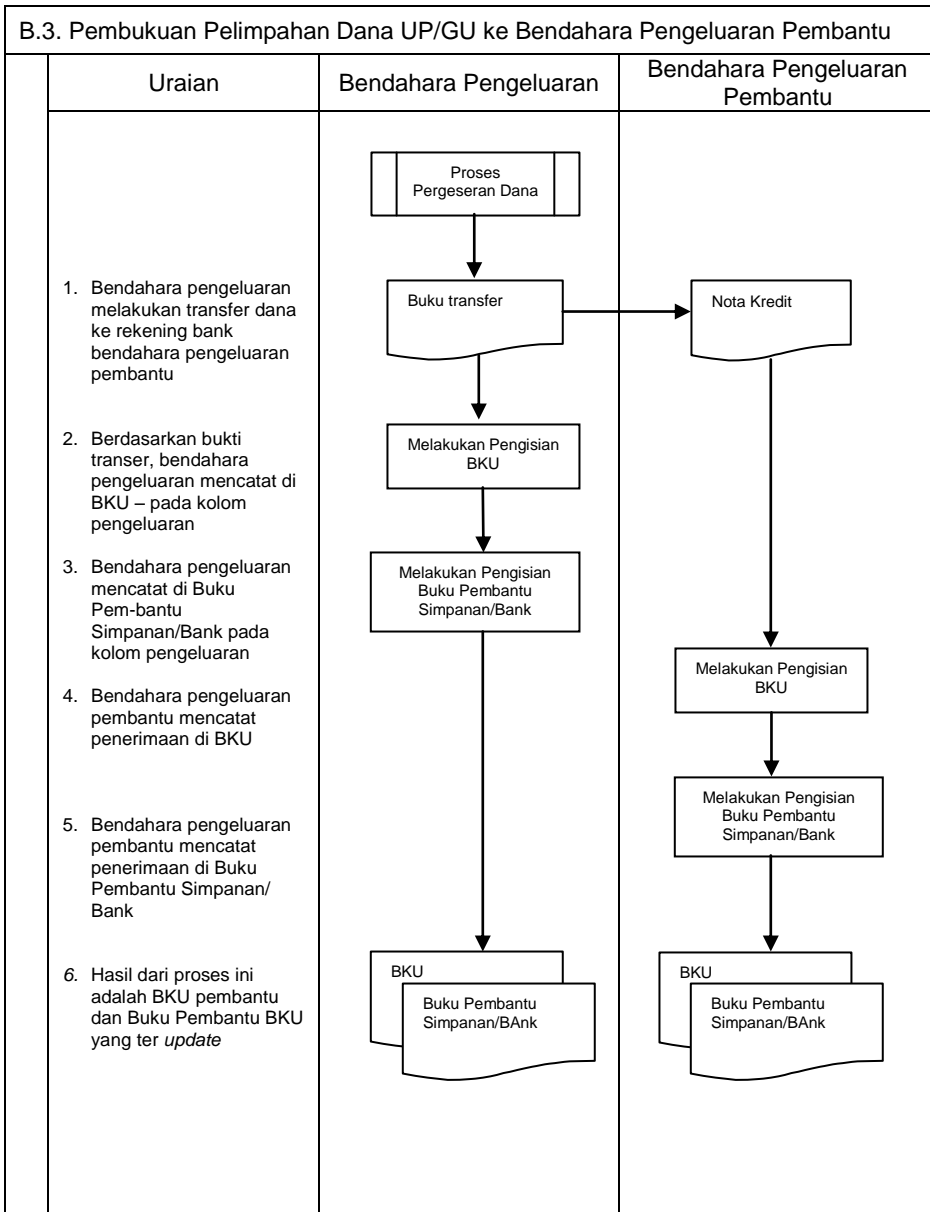 B.3. Pembukuan Pelimpahan Dana UP/GU ke Bendahara Pengeluaran Pembantu
Uraian
Bendahara Pengeluaran
Bendahara Pengeluaran
Pembantu
1. Bendahara pengeluaran
melakukan transfer dana
ke rekening bank
bendahara pengeluaran
pembantu
2. Berdasarkan bukti
transer, bendahara
pengeluaran mencatat di
BKU – pada kolom
pengeluaran
3. Bendahara pengeluaran
mencatat di Buku
Pem-bantu
Simpanan/Bank pada
kolom pengeluaran
4. Bendahara pengeluaran
pembantu mencatat
penerimaan di BKU
5. Bendahara pengeluaran
pembantu mencatat
penerimaan di Buku
Pembantu Simpanan/
Bank
6. Hasil dari proses ini
adalah BKU pembantu
dan Buku Pembantu BKU
yang ter update
Proses
Pergeseran Dana
Buku transfer
Melakukan Pengisian
BKU
Melakukan Pengisian
Buku Pembantu
Simpanan/Bank
BKU
Buku Pembantu
Simpanan/BAnk
Nota Kredit
Melakukan Pengisian
BKU
Melakukan Pengisian
Buku Pembantu
Simpanan/Bank
BKU
Buku Pembantu
Simpanan/BAnk